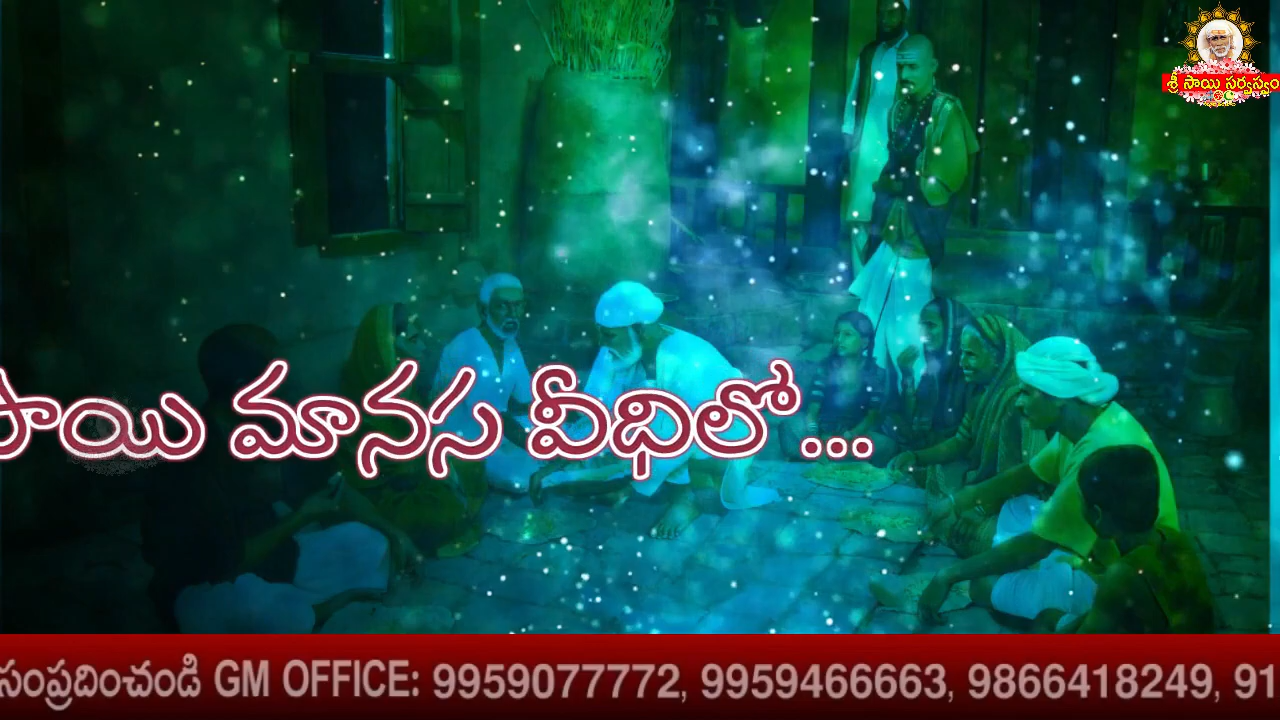 శ్రీ సాయి సర్వస్వం
సాయి మానస వీధిలో ...
సంప్రదించండి GM OFFICE: 9959077772, 9959466663, 9866418249, 91